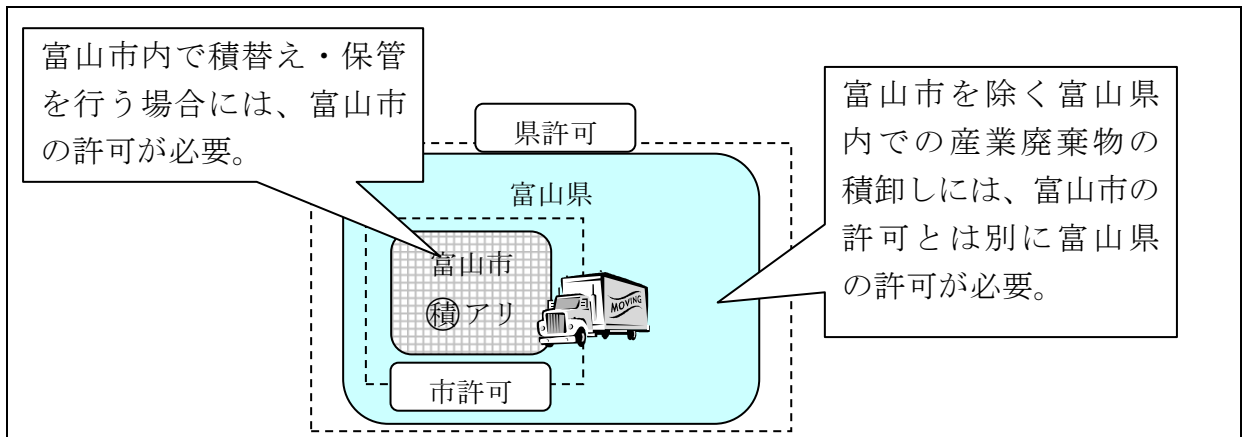 富山市内で積替え・保管
を行う場合には、富山市
の許可が必要。
県許可
富山県
富山市
㊝アリ
市許可
MOVING
富山市を除く富山県
内での産業廃棄物の
積卸しには、富山市の
許可とは別に富山県
の許可が必要。